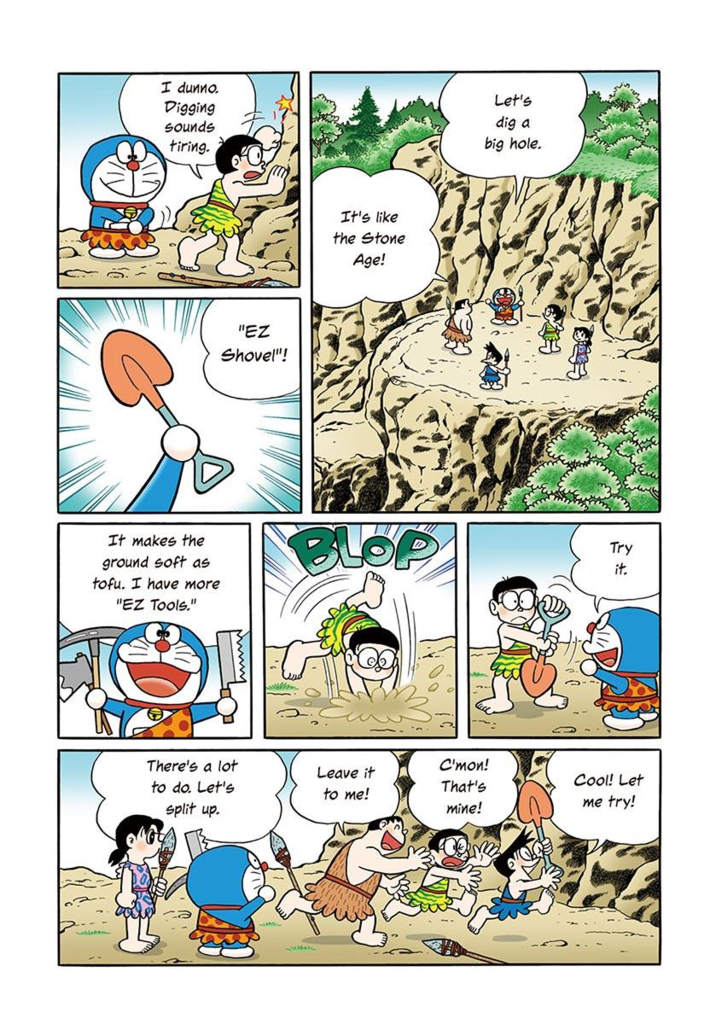 Let's
dig a
big hole.
It's like
the Stone
Age!
I dunno.
Digging
sounds
tiring.
"EZ
Shovel"!
Try
it.
BLOP
It makes the
ground soft as
tofu. I have more
"EZ Tools."
Cool! Let
me try!
C'mon!
That's
mine!
Leave it
to me!
There's a lot
to do. Let's
split up.